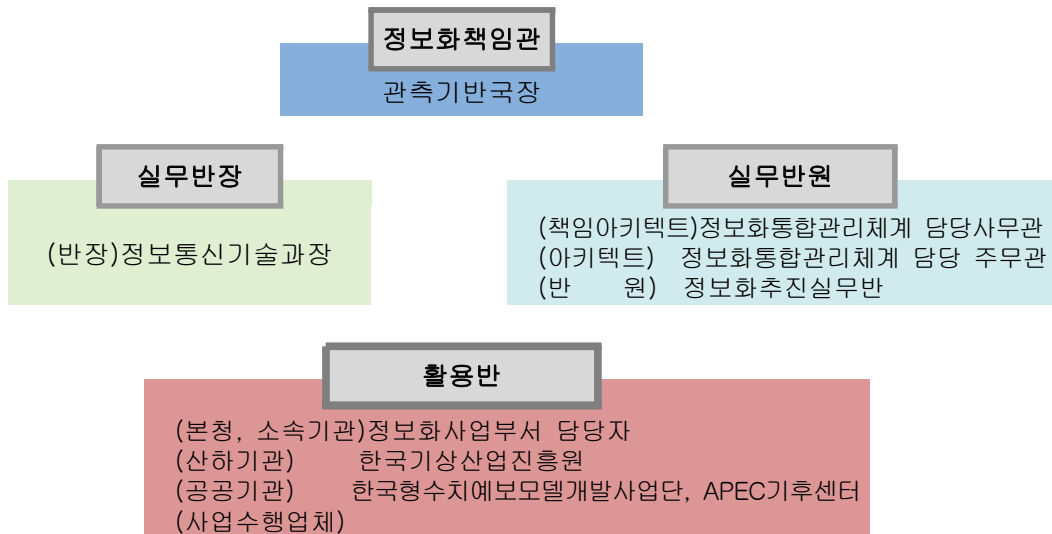 정보화책임관
관측기반국장
실무반장
(반장)정보통신기술과장
실무반원
(책임아키텍트)정보화통합관리체계 담당사무관
(아키텍트) 정보화통합관리체계 담당 주무관
(반 원) 정보화추진실무반
활용반
(본청, 소속기관)정보화사업부서 담당자
(산하기관) 한국기상산업진흥원
(공공기관) 한국형수치예보모델개발사업단, APEC기후센터
(사업수행업체)